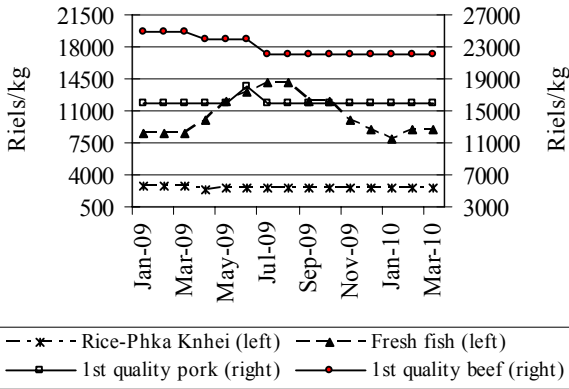 21500 27000
18000 23000
14500 19000
11000 15000
7500 11000
4000 7000
500 3000
Riels/kg
Riels/kg
Jan-09 Mar-09 May-09 Jul-09 Sep-09 Nov-09 Jan-10 Mar-10
Rice-Phka Knhei (left) Fresh fish (left)
1st quality pork (right) 1st quality beef (right)